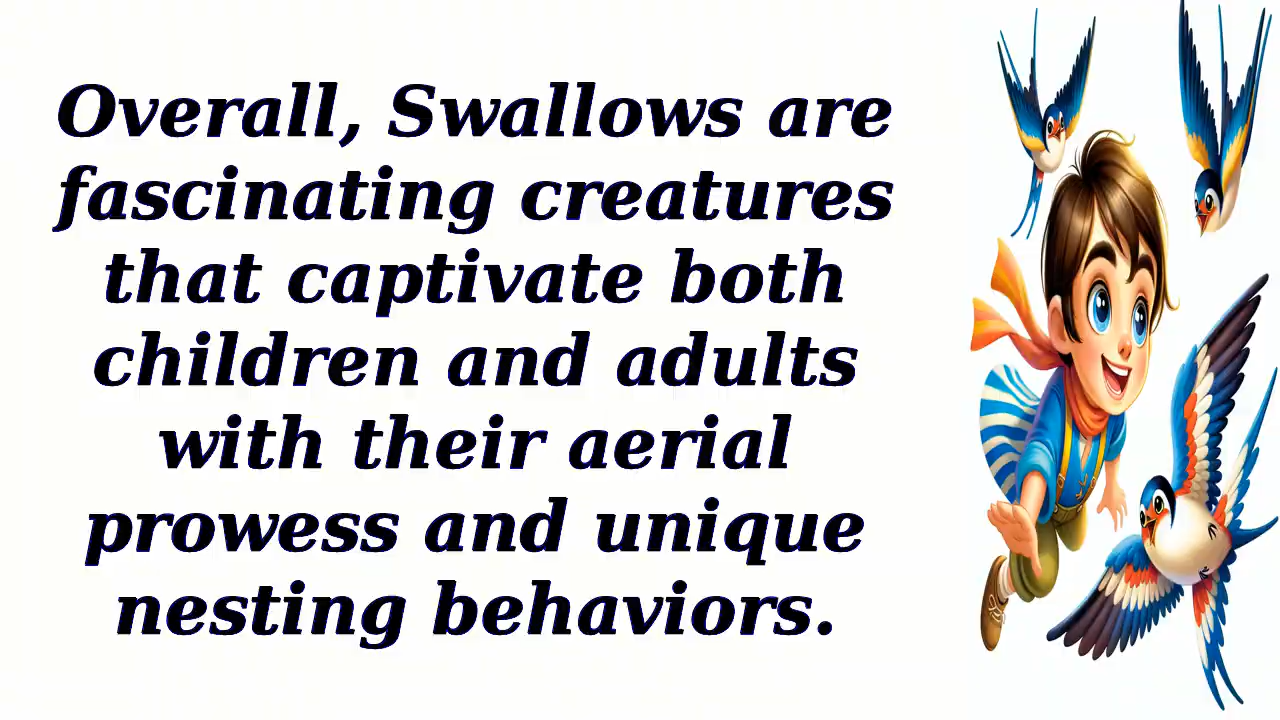 Overall, Swallows are
fascinating creatures
that captivate both
children and adults
with their aerial
prowess and unique
nesting behaviors.